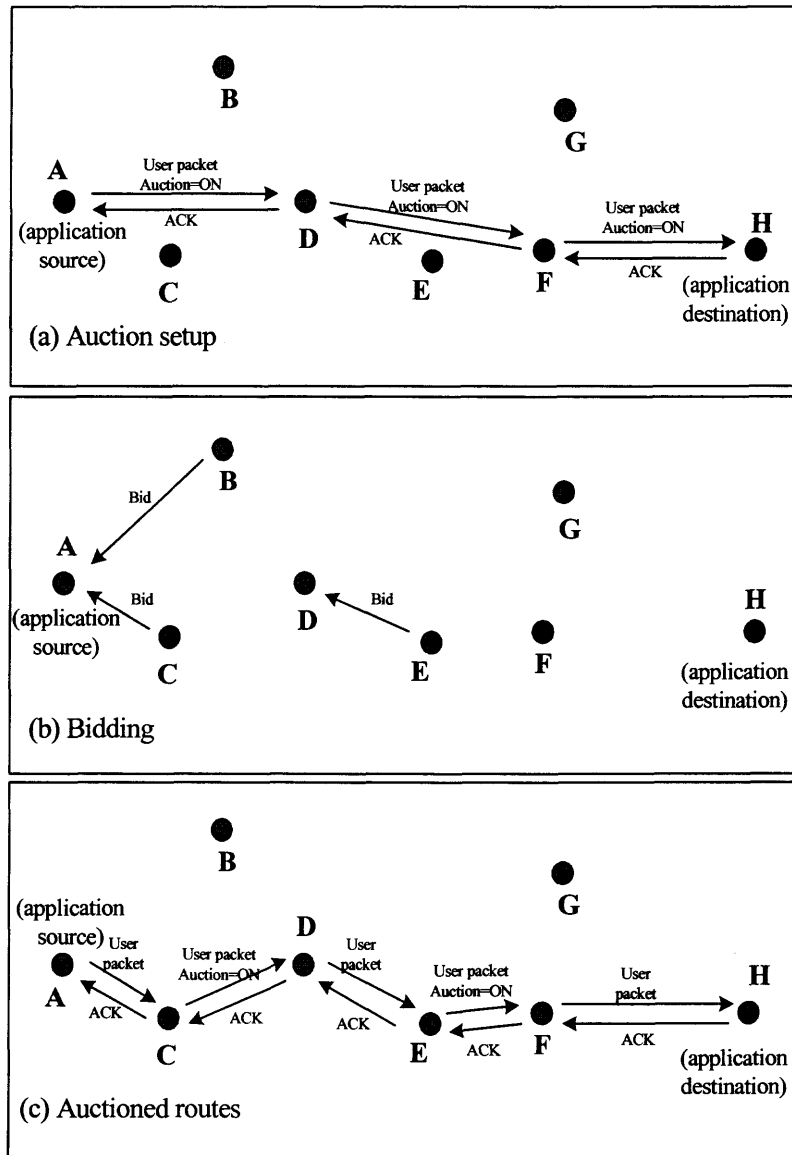 B
G
A
User packet
Auction=ON
ACK
(application
source)
D
User packet
Auction=ON
ACK
User packet
Auction=ON
ACK
H
C
E
F
(application
destination)
(a) Auction setup
B
Bid
G
A
Bid
(application
source)
C
D
Bid
E
F
H
(application
destination)
(b) Bidding
B
G
(application
source)
A
User
packet
ACK
C
User packet
Auction=ON
ACK
D
User
packet
ACK
E
User packet
Auction=ON
ACK
F
User
packet
ACK
H
(application
destination)
(c) Auctioned routes